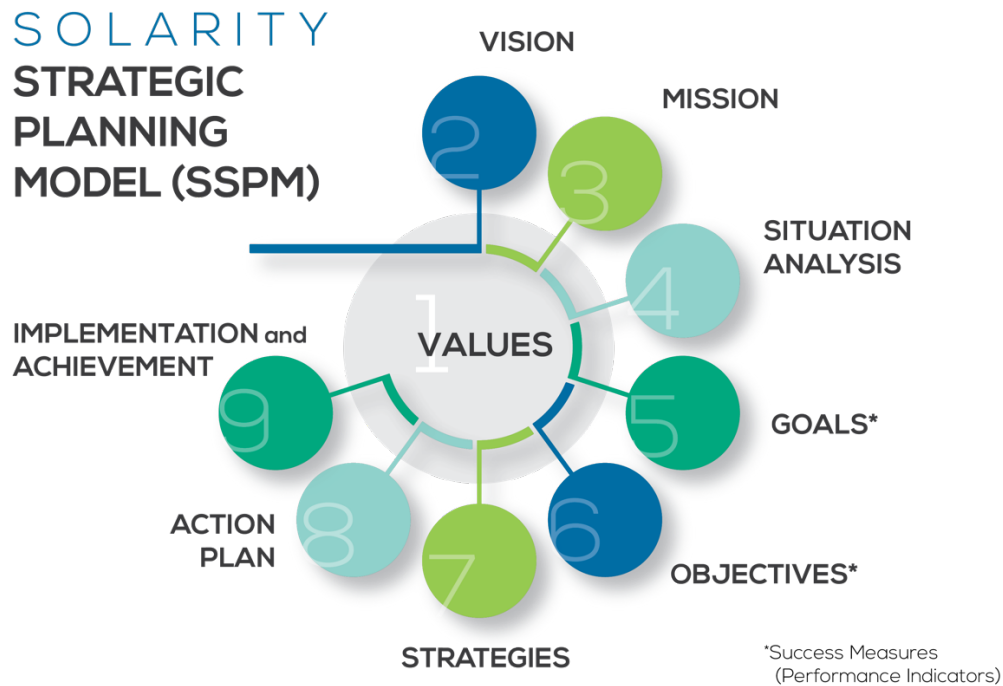 SOLARITY
STRATEGIC
PLANNING
MODEL (SSPM)
1
VALUES
2
VISION
3
MISSION
4
SITUATION
ANALYSIS
5
GOALS*
6
OBJECTIVES*
7
STRATEGIES
8
ACTION
PLAN
9
IMPLEMENTATION and
ACHIEVEMENT
*Success Measures
(Performance Indicators)